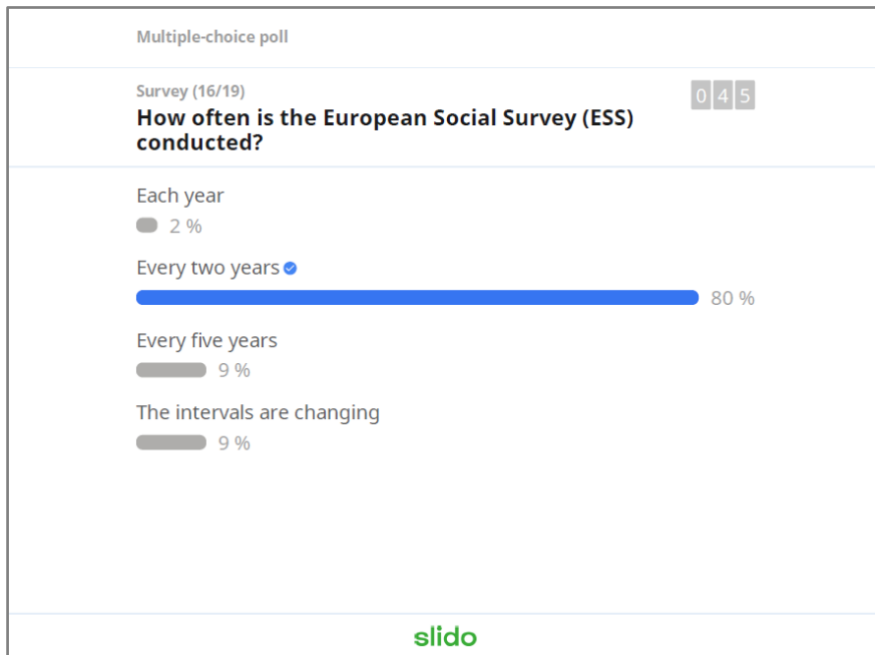 Multiple-choice poll
Survey (16/19)
045
How often is the European Social Survey (ESS)
conducted?
Each year
2 %
Every two years
80 %
Every five years
9 %
The intervals are changing
9 %
slido